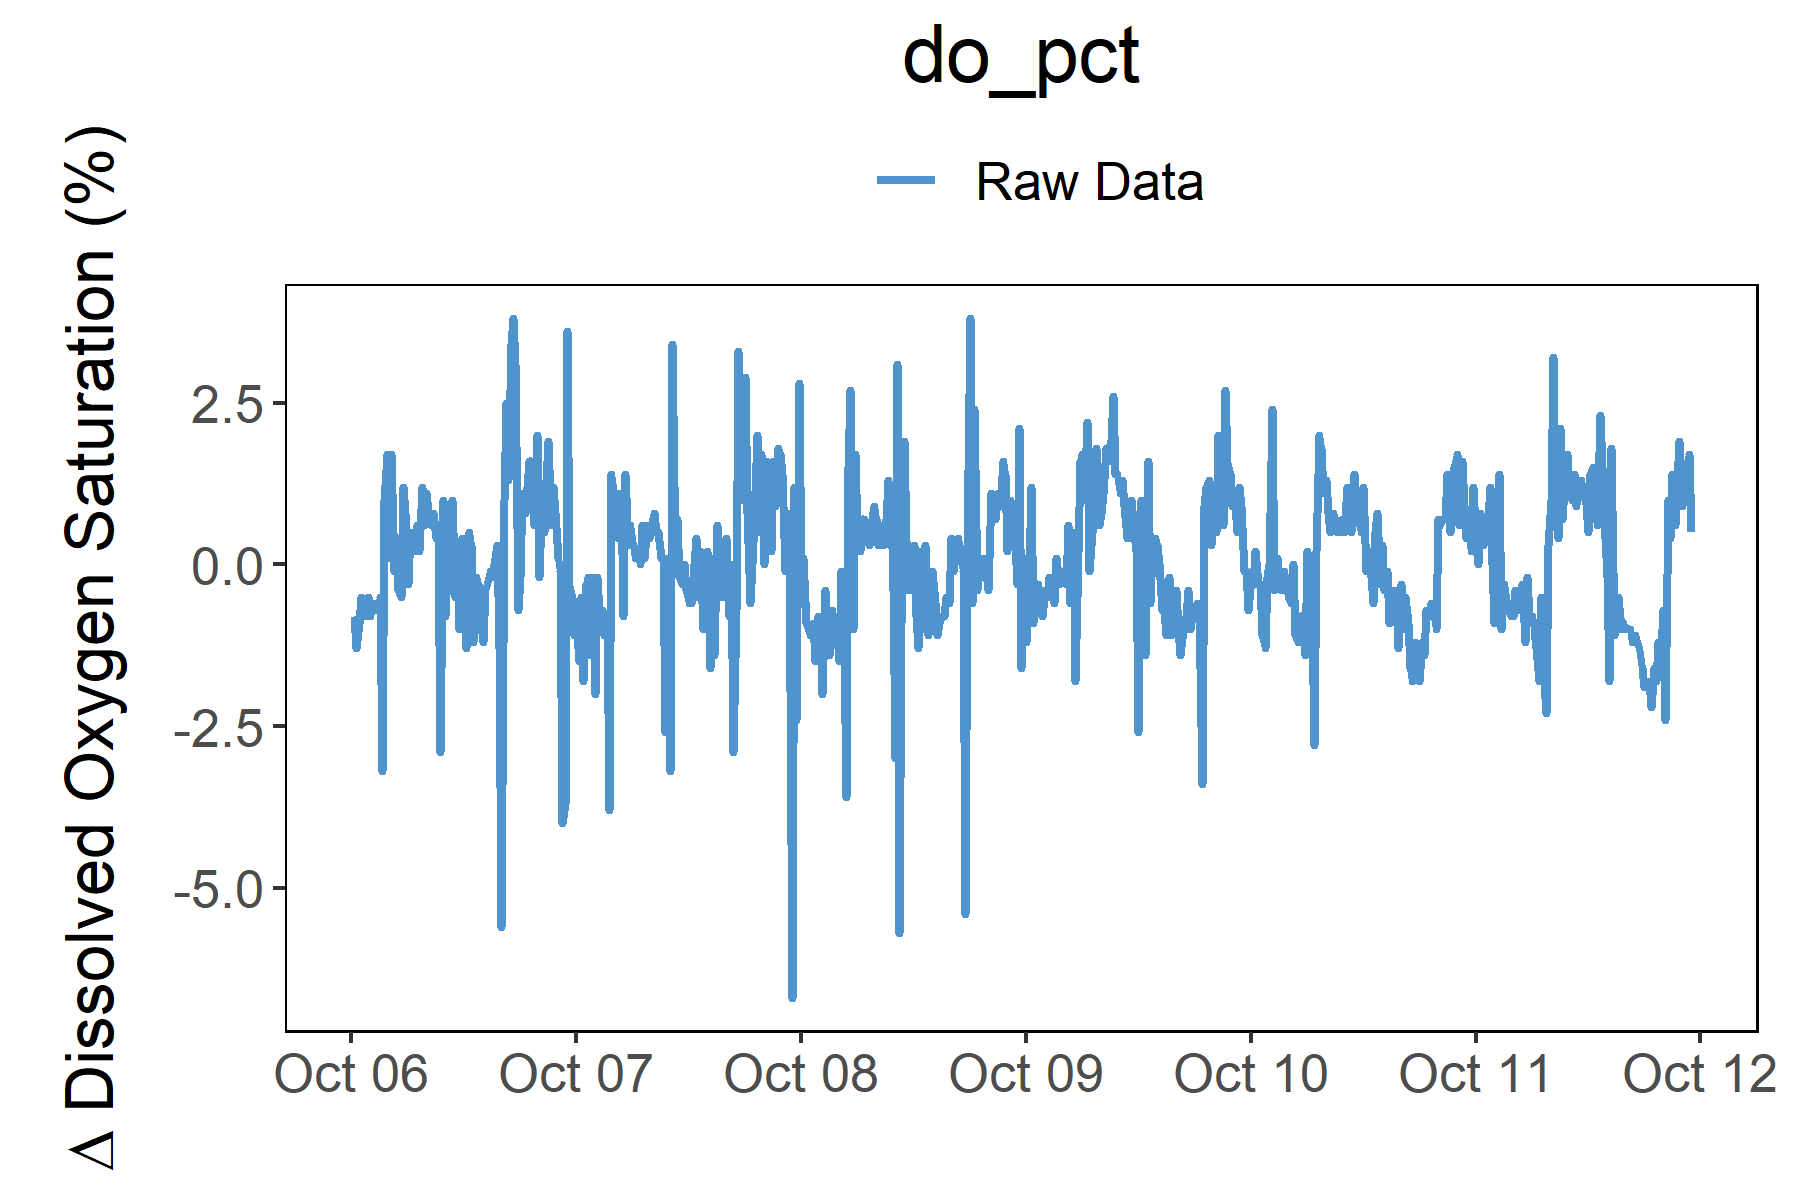 do_pct
Raw Data
Δ Dissolved Oxygen Saturation (%)
2.5
0.0
-2.5
-5.0
Oct 06 Oct 07 Oct 08 Oct 09 Oct 10 Oct 11 Oct 12